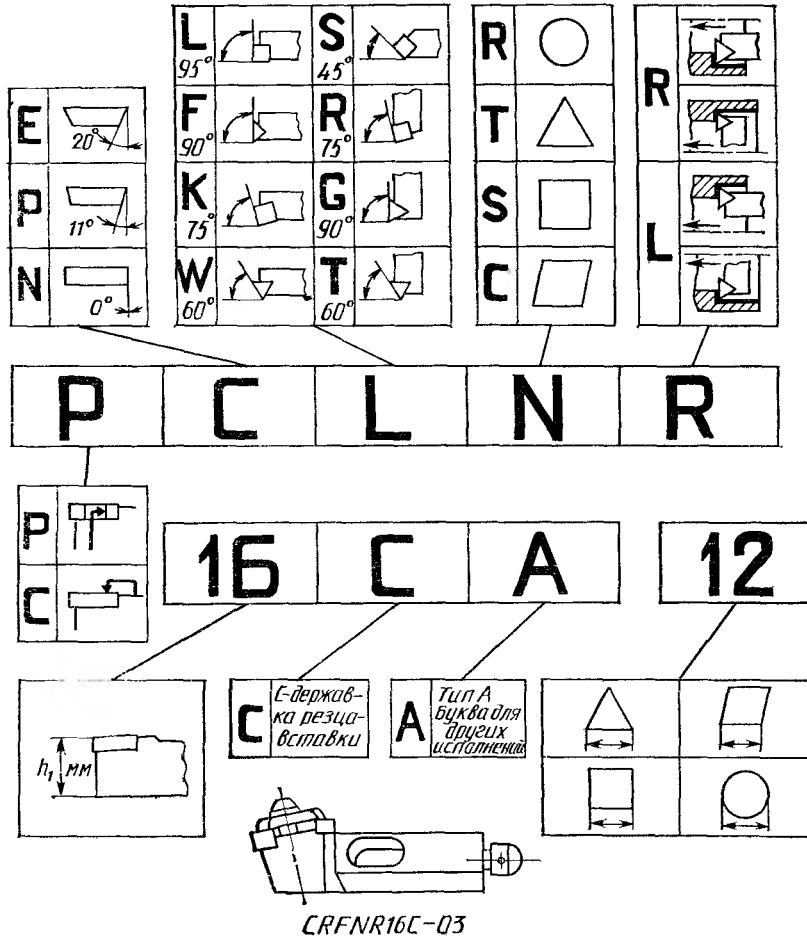 L S
95° 45°
F R
90° 75°
K G
75° 90°
W T
60° 60°
E
20°
P
11°
N
0°
R
T
S
C
R
L
P C L N R
P
C
16 C A 12
h₁ мм
C
С-держав-
ка резца-
вставки
A
Тип А
Буква для
других
исполнений
CRFNR16C-03